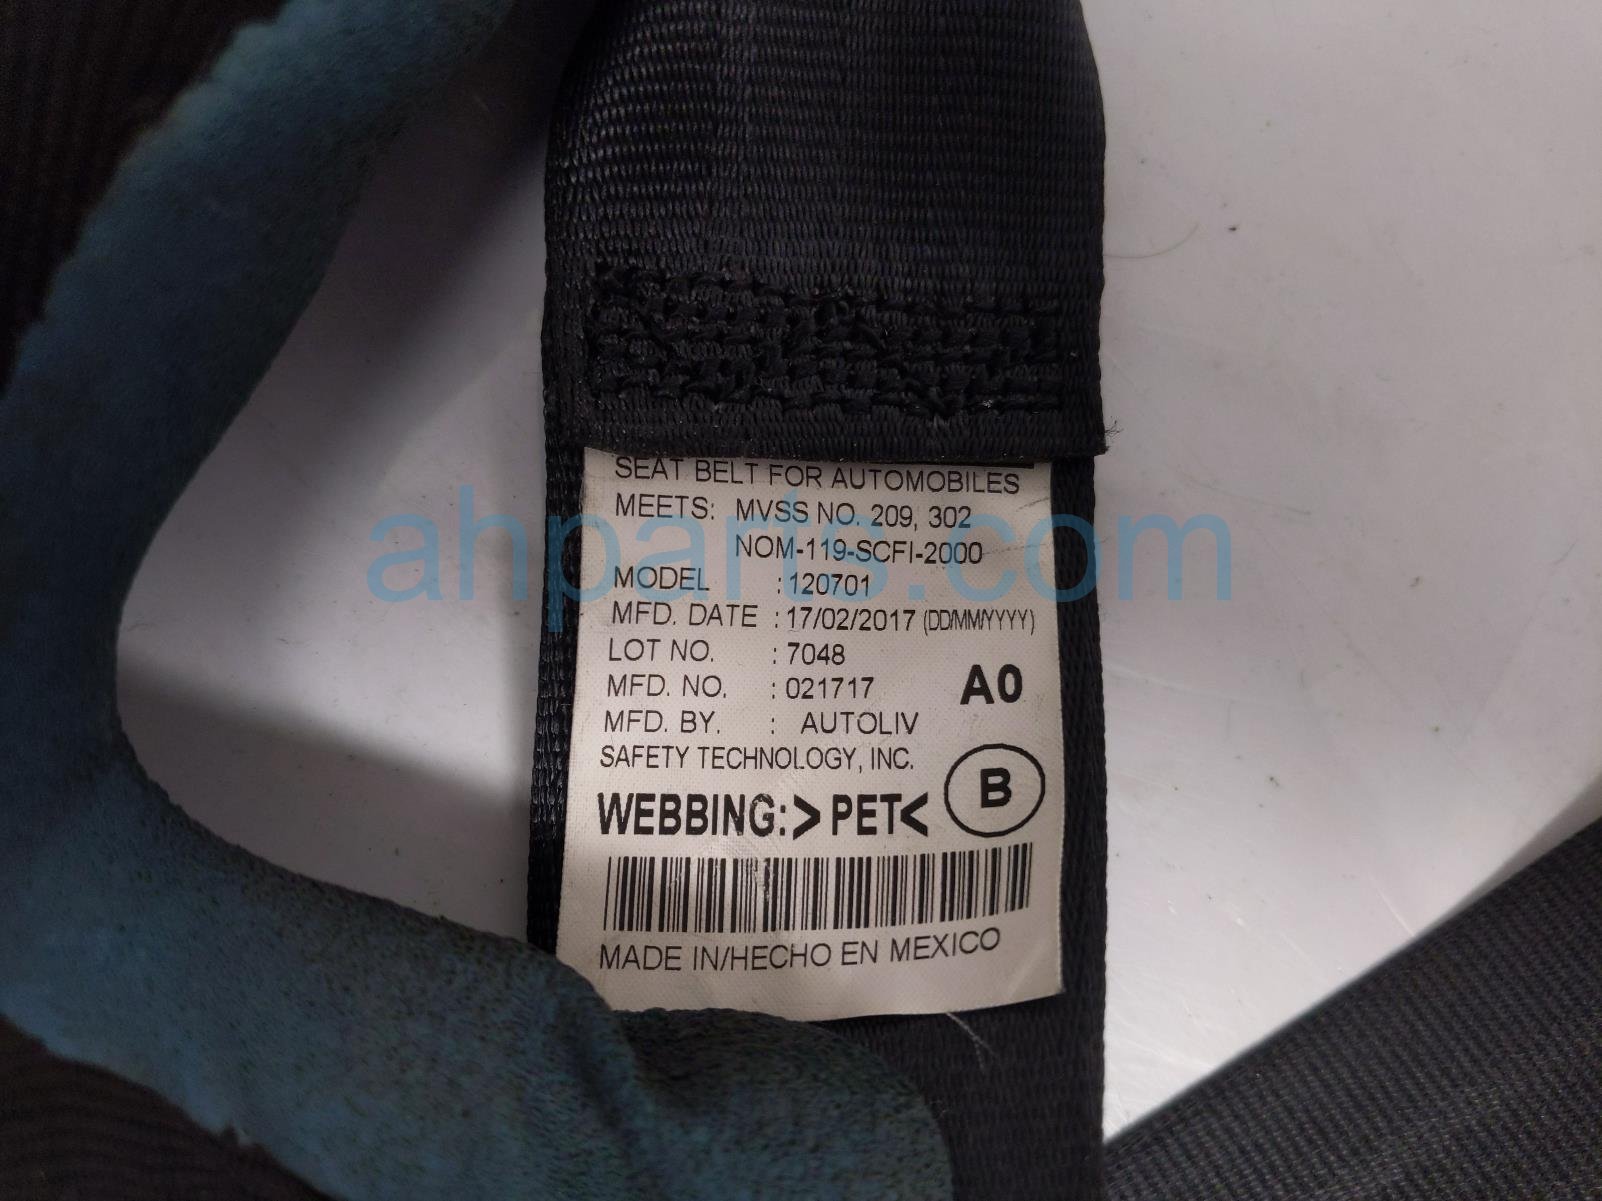 SEAT BELT FOR AUTOMOBILES
MEETS: MVSS NO. 209, 302
NOM-119-SCFI-2000
MODEL : 120701
MFD. DATE : 17/02/2017 (DD/MM/YYYY)
LOT NO. : 7048
MFD. NO. : 021717 A0
MFD. BY. : AUTOLIV
SAFETY TECHNOLOGY, INC.
WEBBING:>PET< B
MADE IN/HECHO EN MEXICO
ahparts.com